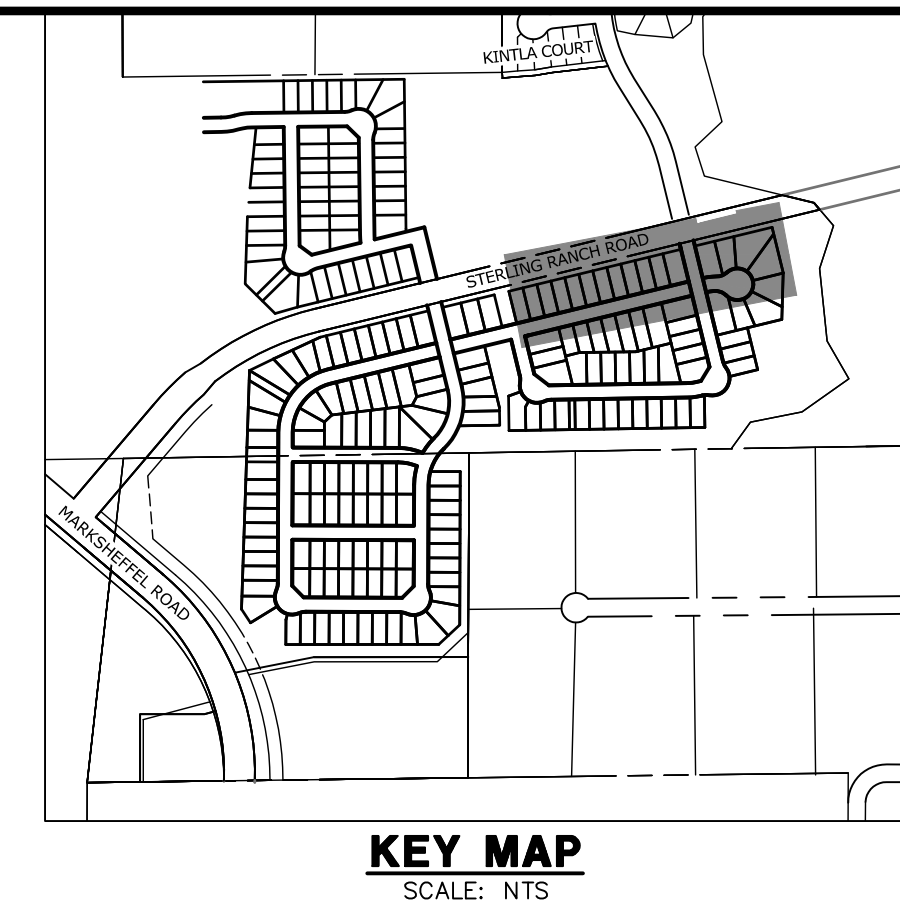 KINTLA COURT
STERLING RANCH ROAD
MARKSHEFFEL ROAD
KEY MAP
SCALE: NTS